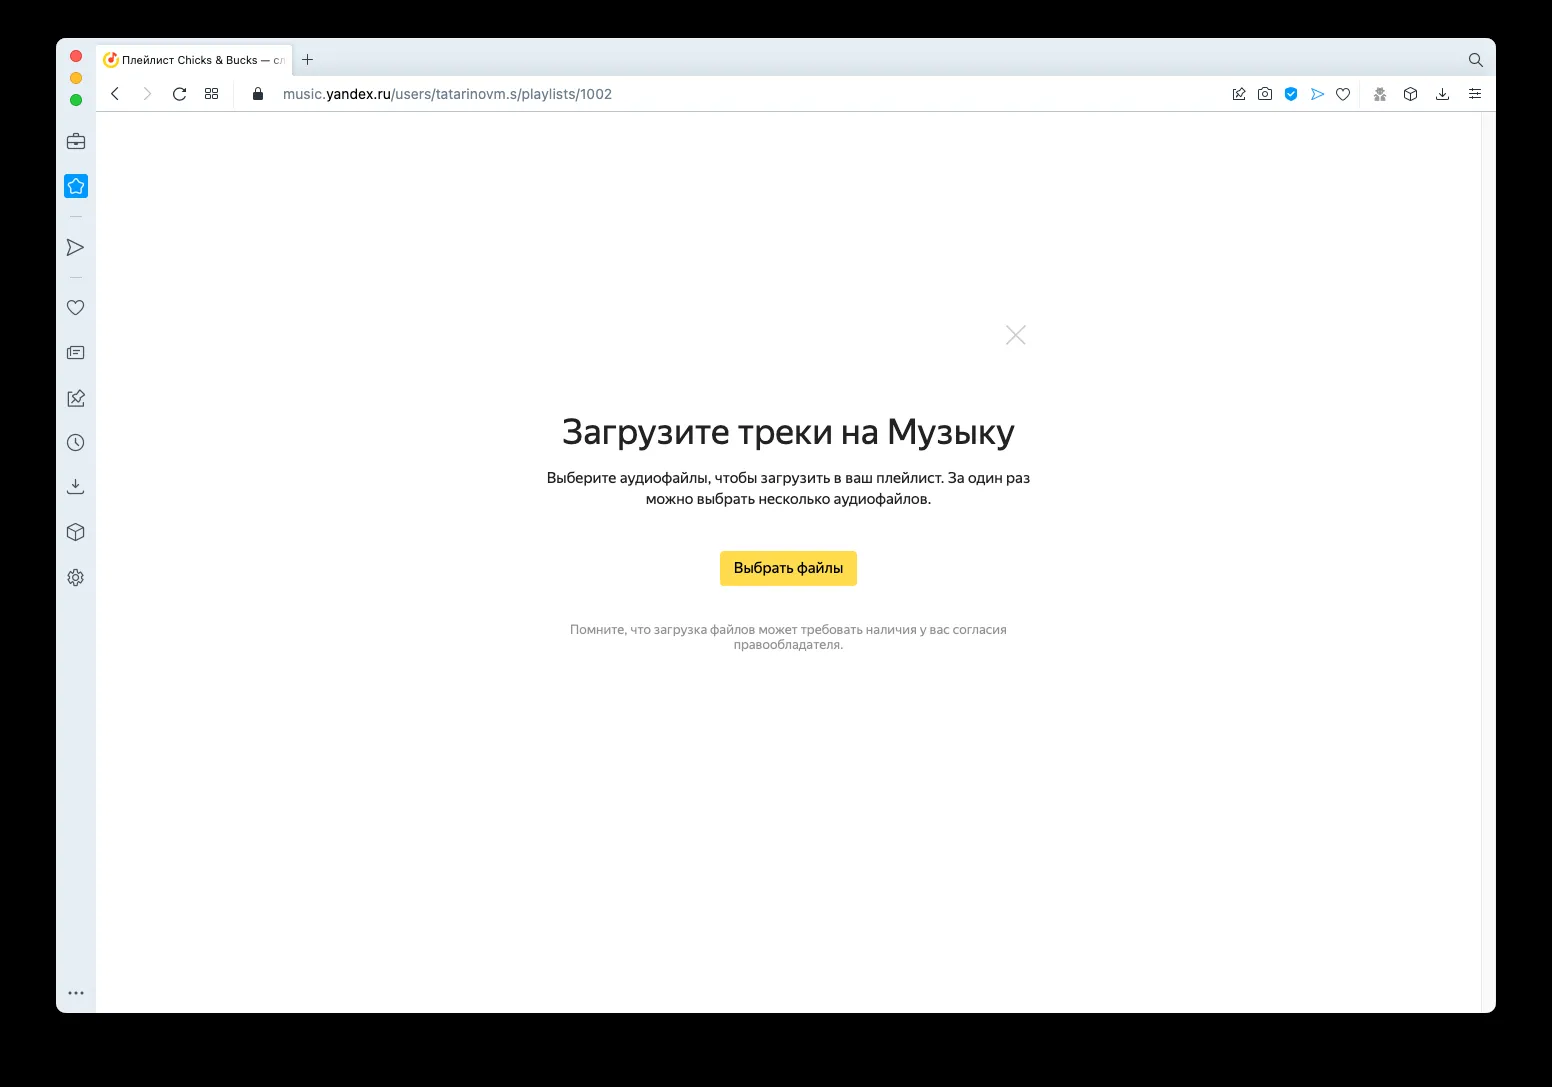 Плейлист Chicks & Bucks — сл
music.yandex.ru/users/tatarinovm.s/playlists/1002
Загрузите треки на Музыку
Выберите аудиофайлы, чтобы загрузить в ваш плейлист. За один раз
можно выбрать несколько аудиофайлов.
Выбрать файлы
Помните, что загрузка файлов может требовать наличия у вас согласия
правообладателя.